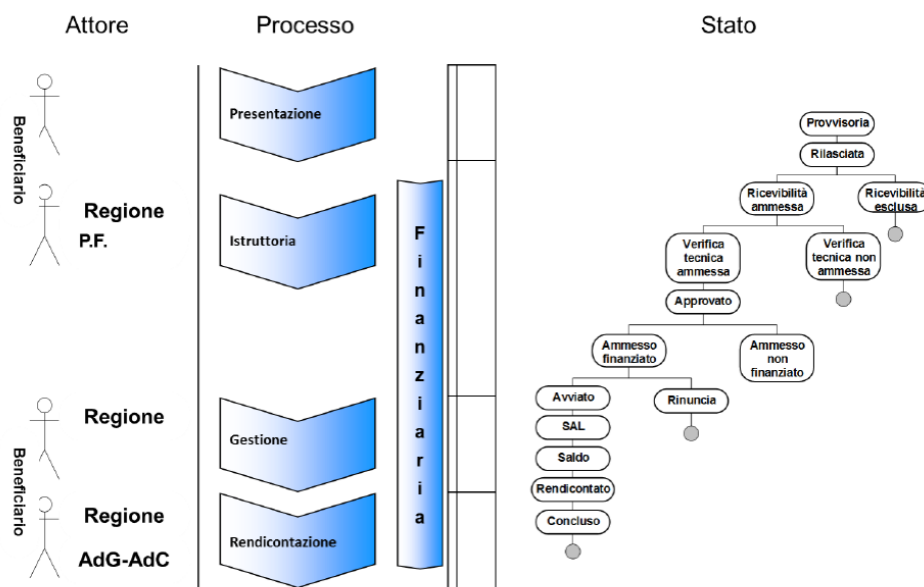 Attore
Processo
Stato
Beneficiario
Presentazione
Regione
P.F.
Istruttoria
Finanziaria
Beneficiario
Regione
Gestione
Regione
AdG-AdC
Rendicontazione
Provvisoria
Rilasciata
Ricevibilità
ammessa
Ricevibilità
esclusa
Verifica
tecnica
ammessa
Verifica
tecnica non
ammessa
Approvato
Ammesso
finanziato
Ammesso
non
finanziato
Avviato
Rinuncia
SAL
Saldo
Rendicontato
Concluso